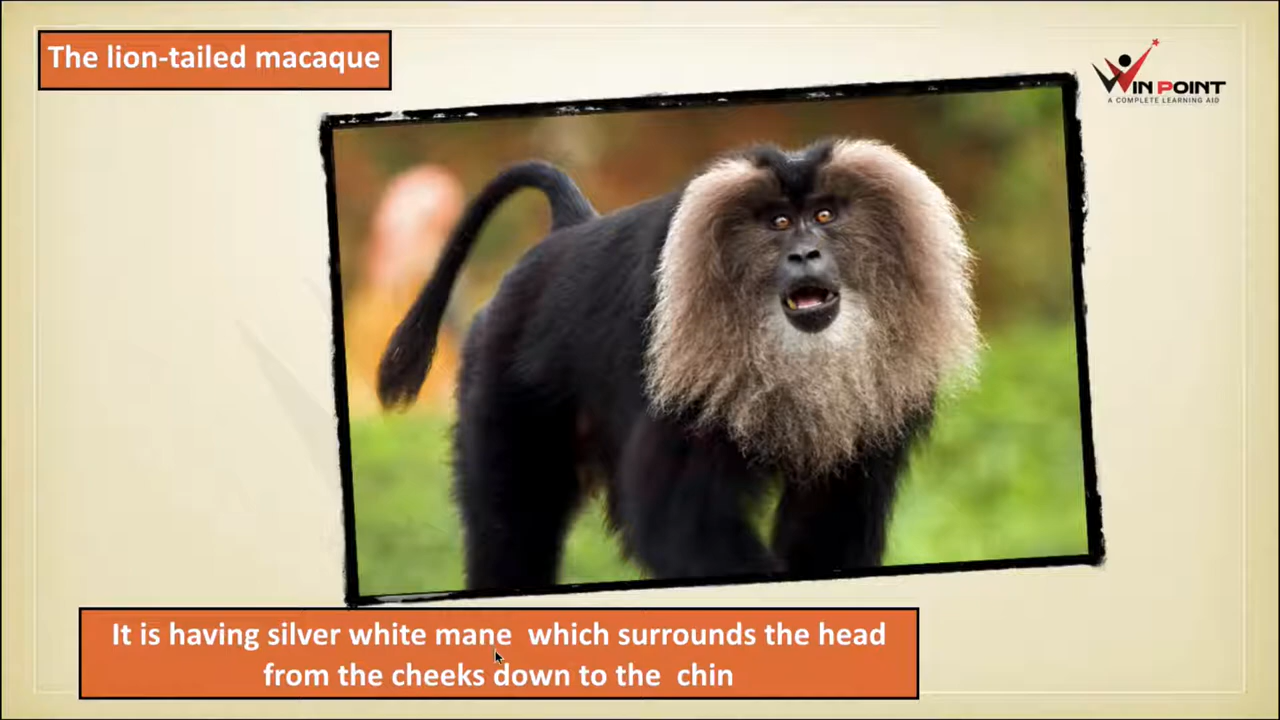 The lion-tailed macaque
WIN POINT
A COMPLETE LEARNING AID
It is having silver white mane which surrounds the head
from the cheeks down to the chin